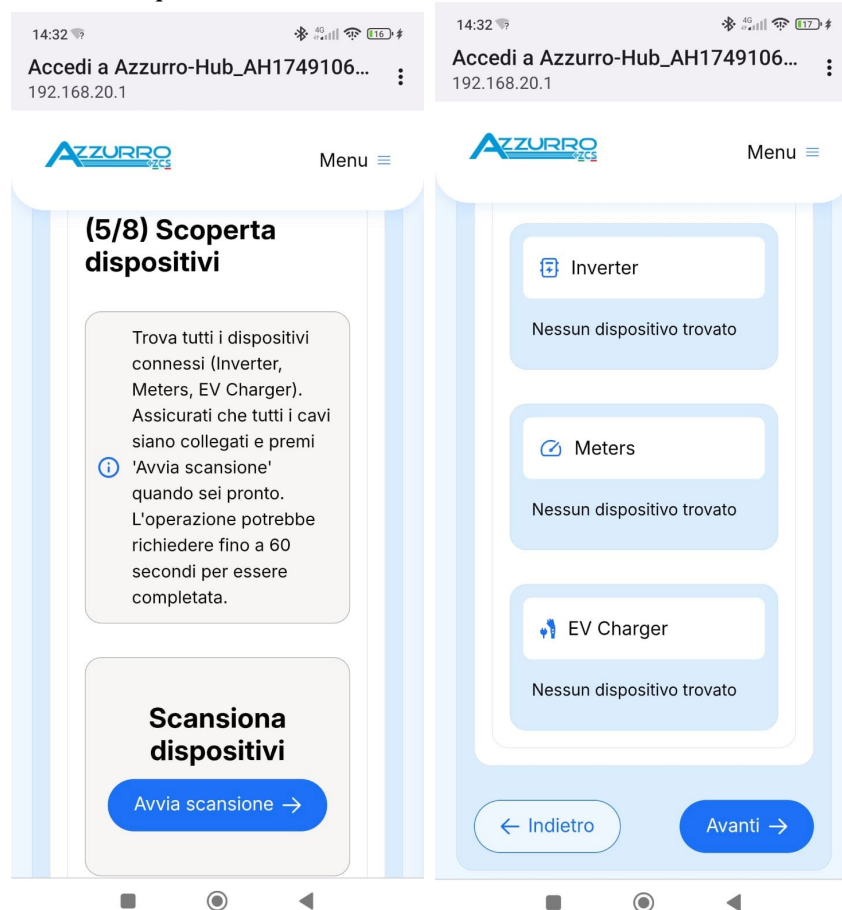 14:32
4G
16
Accedi a Azzurro-Hub_AH1749106...
192.168.20.1
AZZURRO
ZCS
Menu
(5/8) Scoperta
dispositivi
Trova tutti i dispositivi
connessi (Inverter,
Meters, EV Charger).
Assicurati che tutti i cavi
siano collegati e premi
'Avvia scansione'
quando sei pronto.
L'operazione potrebbe
richiedere fino a 60
secondi per essere
completata.
Scansiona
dispositivi
Avvia scansione →
14:32
4G
17
Accedi a Azzurro-Hub_AH1749106...
192.168.20.1
AZZURRO
ZCS
Menu
Inverter
Nessun dispositivo trovato
Meters
Nessun dispositivo trovato
EV Charger
Nessun dispositivo trovato
← Indietro
Avanti →